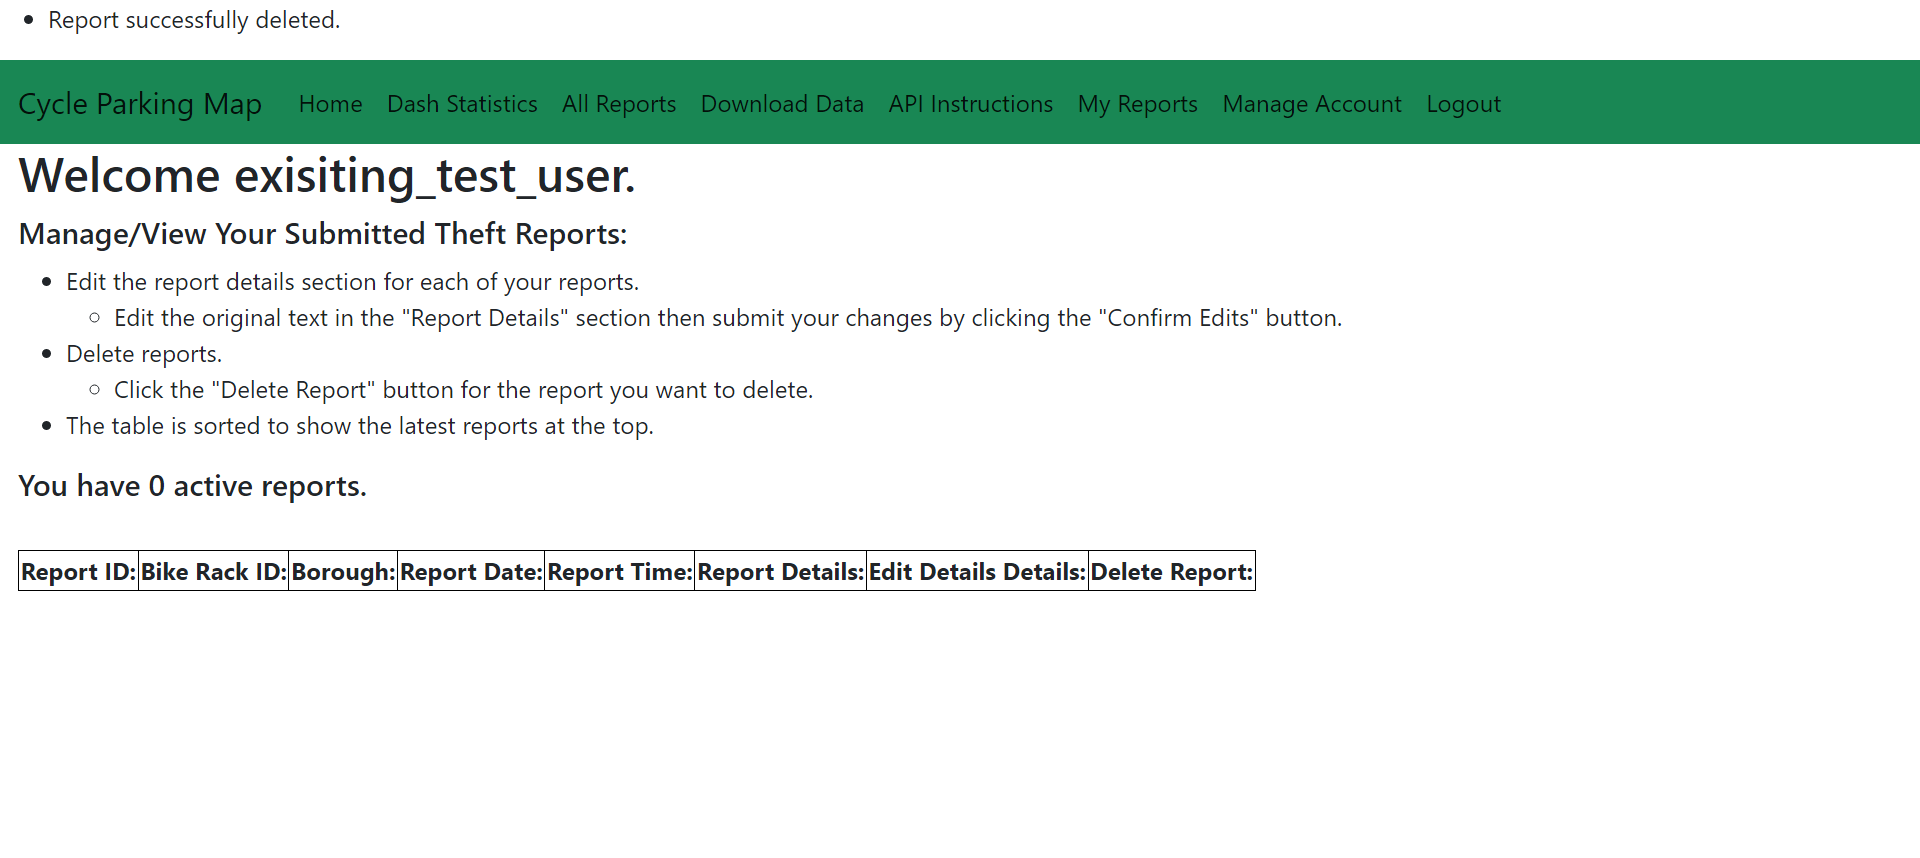 Report successfully deleted.
Cycle Parking Map Home Dash Statistics All Reports Download Data API Instructions My Reports Manage Account Logout
Welcome exisiting_test_user.
Manage/View Your Submitted Theft Reports:
Edit the report details section for each of your reports.
Edit the original text in the "Report Details" section then submit your changes by clicking the "Confirm Edits" button.
Delete reports.
Click the "Delete Report" button for the report you want to delete.
The table is sorted to show the latest reports at the top.
You have 0 active reports.
Report ID: Bike Rack ID: Borough: Report Date: Report Time: Report Details: Edit Details Details: Delete Report: